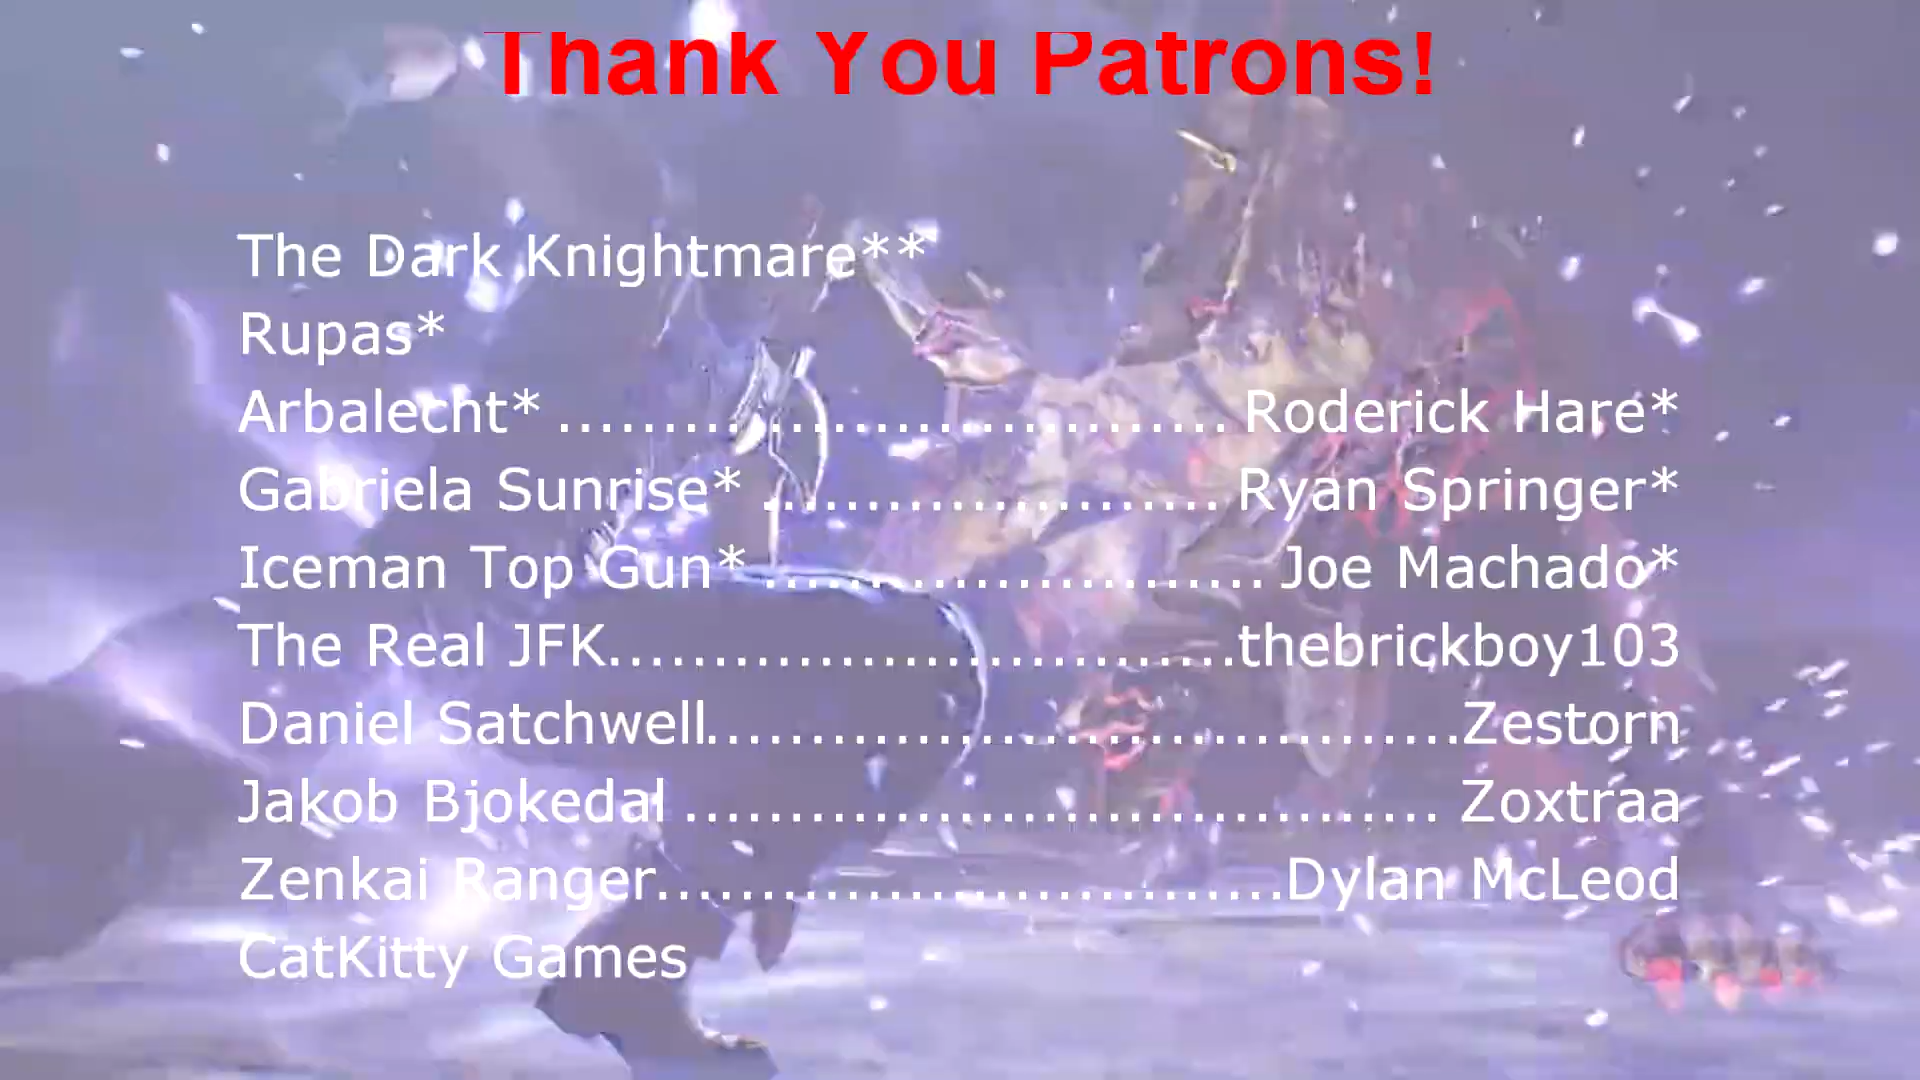 Thank You Patrons!
The Dark Knightmare**
Rupas*
Arbalecht* ................................ Roderick Hare*
Gabriela Sunrise* ...................... Ryan Springer*
Iceman Top Gun* ........................ Joe Machado*
The Real JFK..............................thebrickboy103
Daniel Satchwell....................................Zestorn
Jakob Bjokedal .................................... Zoxtraa
Zenkai Ranger..............................Dylan McLeod
CatKitty Games